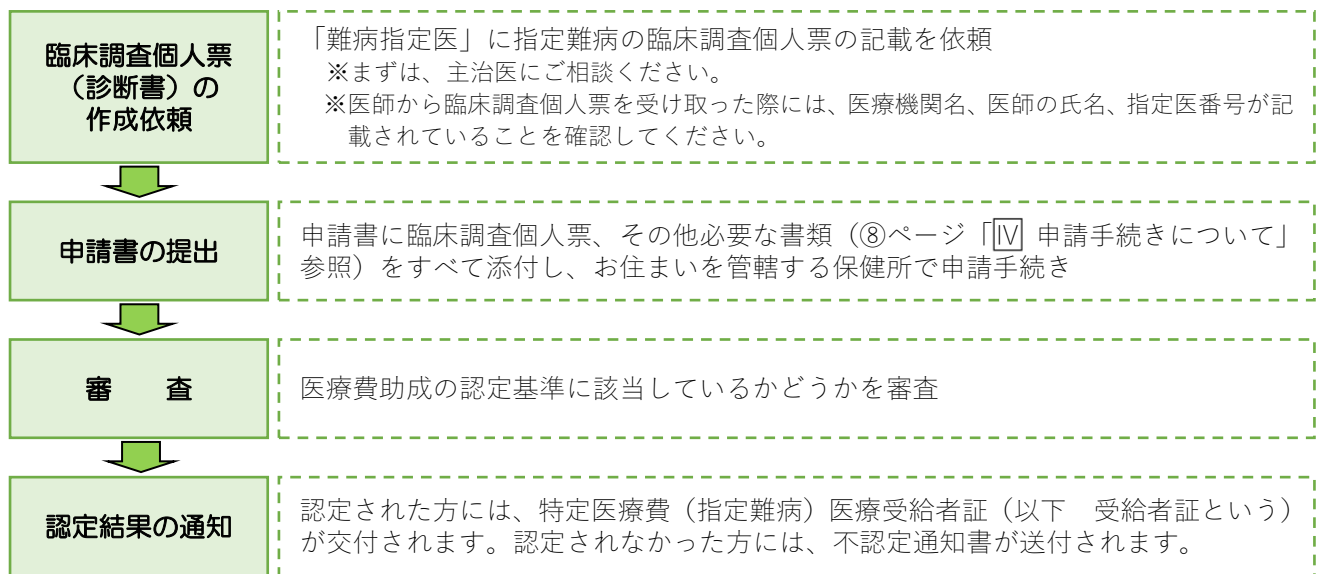 臨床調査個人票
（診断書）の
作成依頼
「難病指定医」に指定難病の臨床調査個人票の記載を依頼
※まずは、主治医にご相談ください。
※医師から臨床調査個人票を受け取った際には、医療機関名、医師の氏名、指定医番号が記
載されていることを確認してください。
申請書の提出
申請書に臨床調査個人票、その他必要な書類（⑧ページ「Ⅳ 申請手続きについて」
参照）をすべて添付し、お住まいを管轄する保健所で申請手続き
審　査
医療費助成の認定基準に該当しているかどうかを審査
認定結果の通知
認定された方には、特定医療費（指定難病）医療受給者証（以下　受給者証という）
が交付されます。認定されなかった方には、不認定通知書が送付されます。